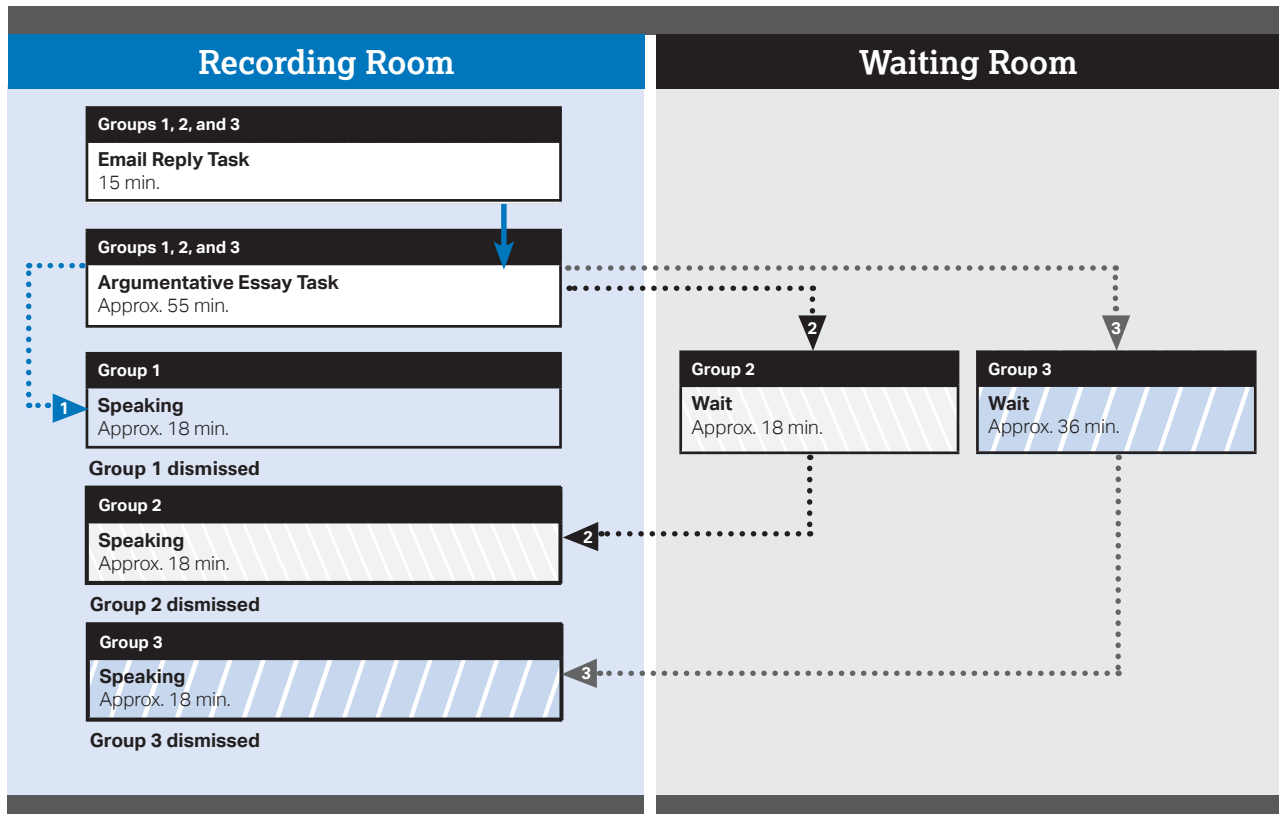 Recording Room
Groups 1, 2, and 3
Email Reply Task
15 min.
Groups 1, 2, and 3
Argumentative Essay Task
Approx. 55 min.
1
Group 1
Speaking
Approx. 18 min.
Group 1 dismissed
Group 2
Speaking
Approx. 18 min.
2
Group 2 dismissed
Group 3
Speaking
Approx. 18 min.
3
Group 3 dismissed
Waiting Room
2
3
Group 2
Wait
Approx. 18 min.
Group 3
Wait
Approx. 36 min.